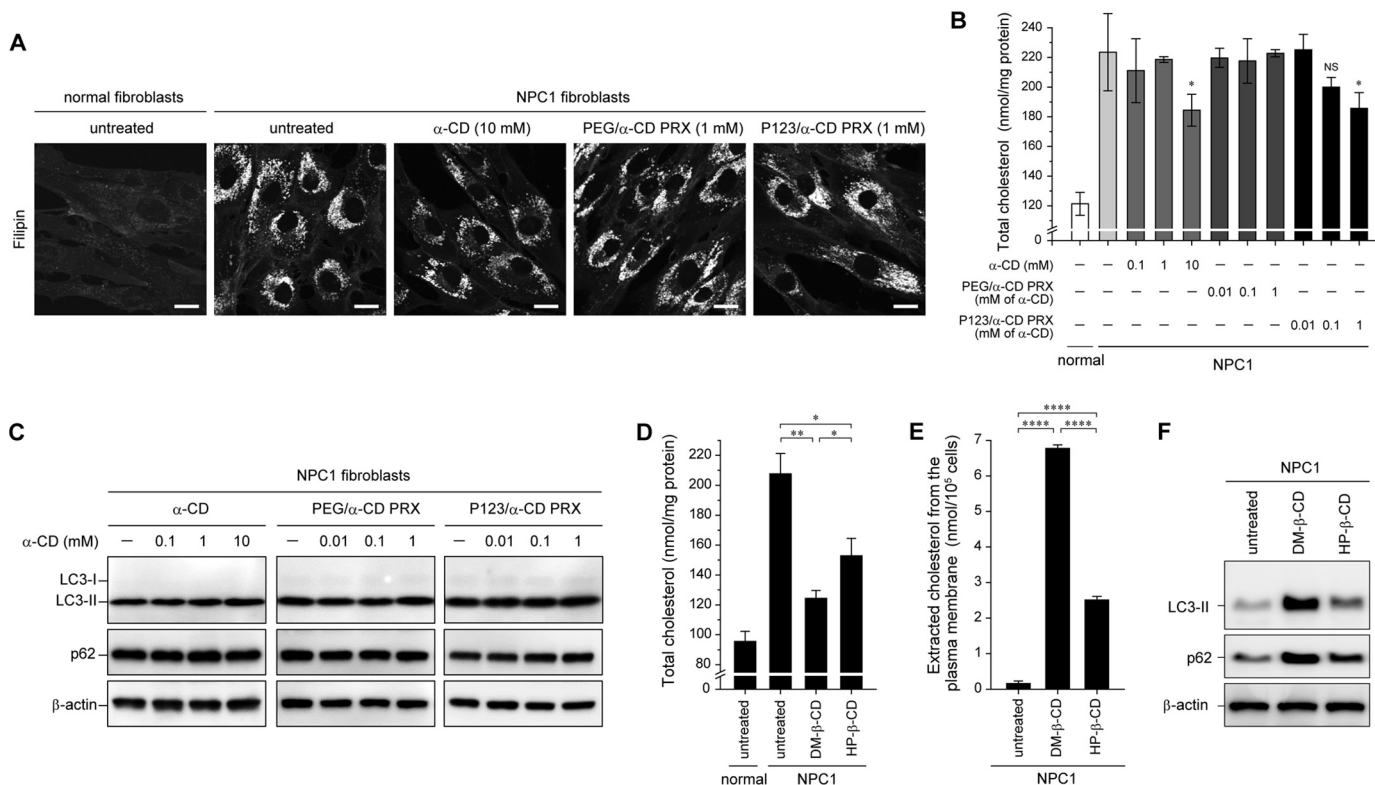 A
normal fibroblasts
NPC1 fibroblasts
untreated
untreated
α-CD (10 mM)
PEG/α-CD PRX (1 mM)
P123/α-CD PRX (1 mM)
Filipin
B
Total cholesterol (nmol/mg protein)
220
200
180
160
140
120
0
*
NS
*
α-CD (mM)
– – 0.1 1 10 – – – – – –
PEG/α-CD PRX
(mM of α-CD)
– – – – – 0.01 0.1 1 – – –
P123/α-CD PRX
(mM of α-CD)
– – – – – – – – 0.01 0.1 1
normal
NPC1
C
NPC1 fibroblasts
α-CD
PEG/α-CD PRX
P123/α-CD PRX
α-CD (mM)
– 0.1 1 10
– 0.01 0.1 1
– 0.01 0.1 1
LC3-I
LC3-II
p62
β-actin
D
Total cholesterol (nmol/mg protein)
220
200
180
160
140
120
100
80
0
*
** *
untreated
untreated
DM-β-CD
HP-β-CD
normal
NPC1
E
Extracted cholesterol from the
plasma membrane (nmol/10⁵ cells)
7
6
5
4
3
2
1
0
****
**** ****
untreated
DM-β-CD
HP-β-CD
NPC1
F
NPC1
untreated
DM-β-CD
HP-β-CD
LC3-II
p62
β-actin